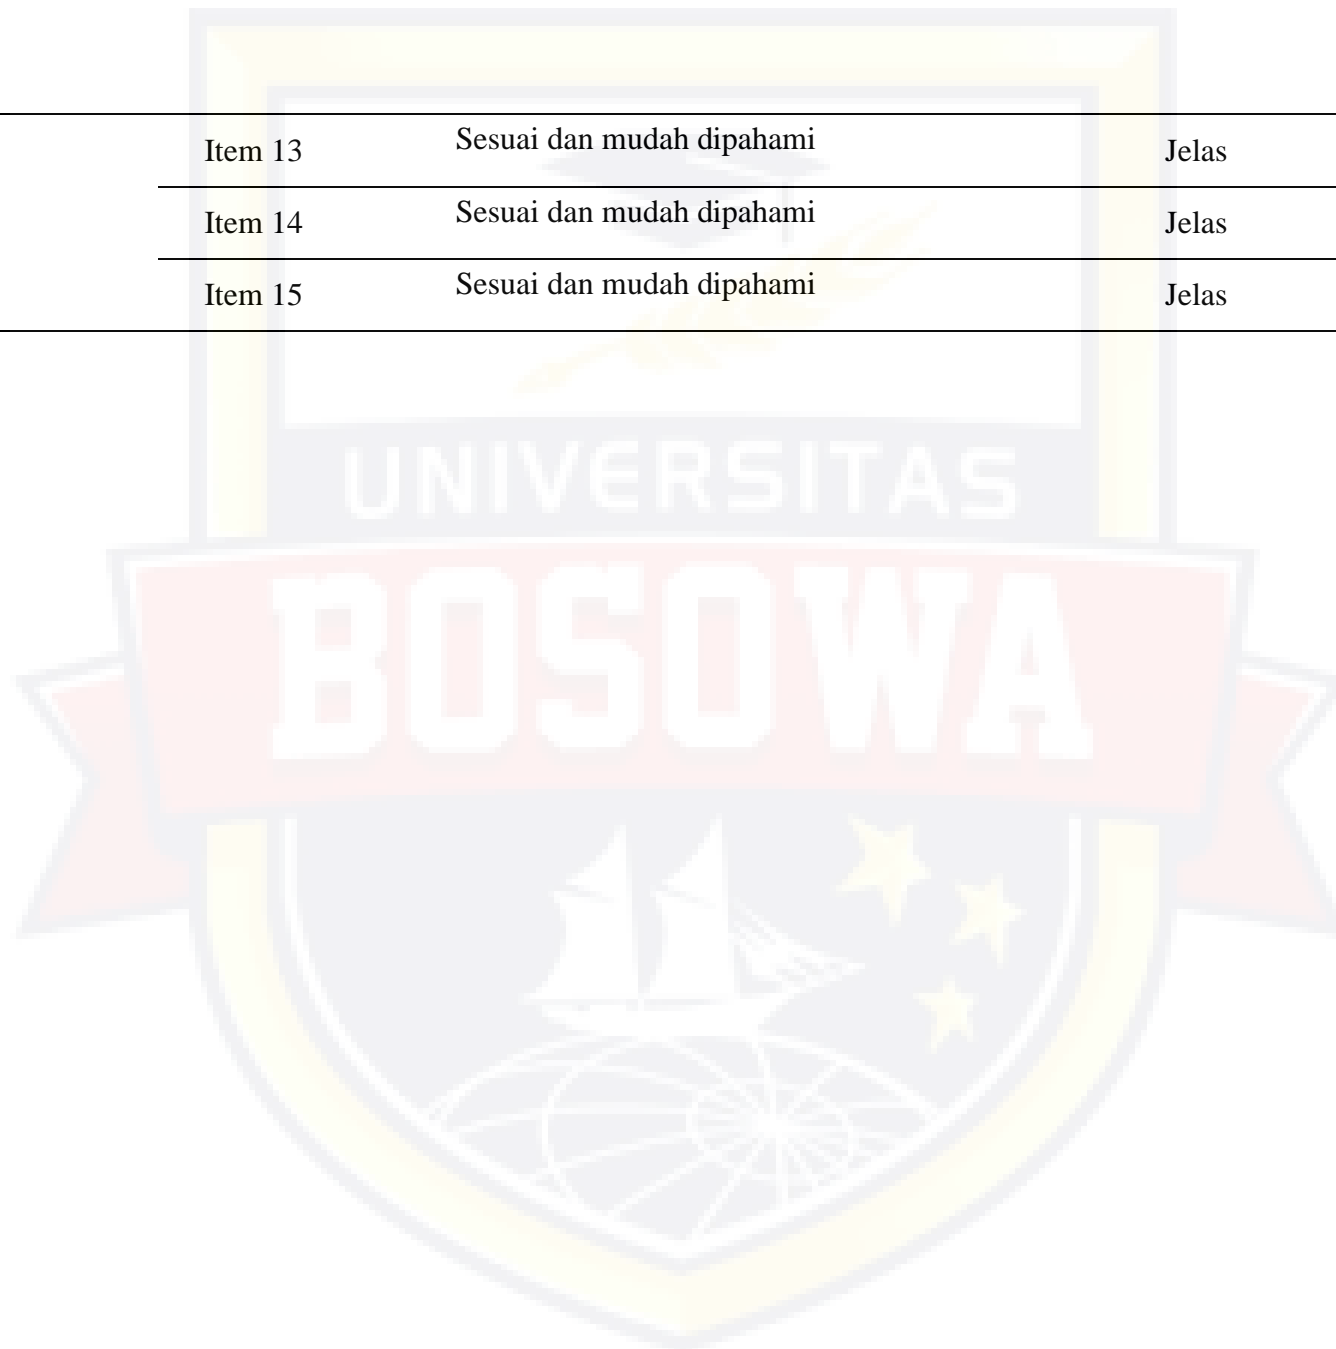 Item 13 Sesuai dan mudah dipahami Jelas
Item 14 Sesuai dan mudah dipahami Jelas
Item 15 Sesuai dan mudah dipahami Jelas
UNIVERSITAS
BOSOWA